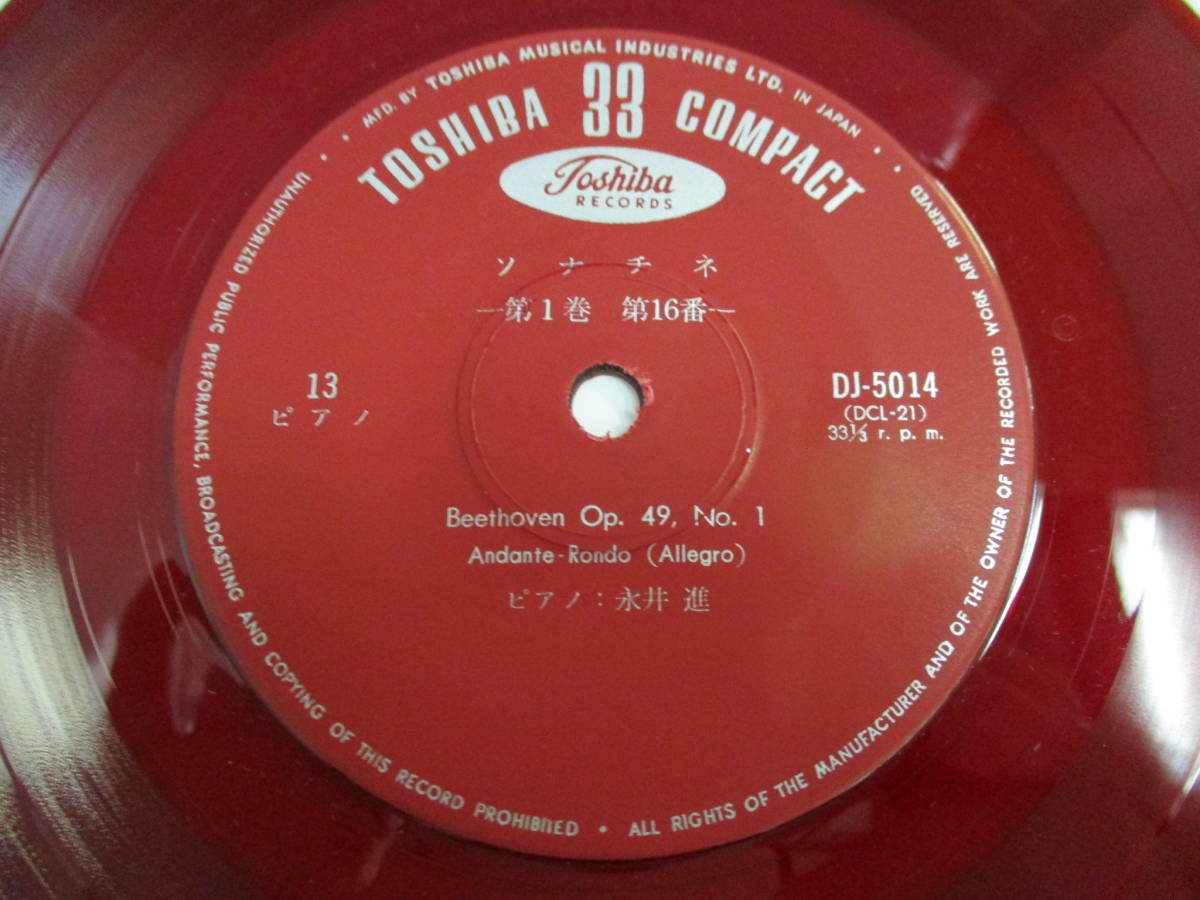 MFD. BY TOSHIBA MUSICAL INDUSTRIES LTD. IN JAPAN
TOSHIBA 33 COMPACT
Toshiba
RECORDS
ソナチネ
―第1巻 第16番―
13
ピアノ
DJ-5014
(DCL-21)
33⅓ r. p. m.
Beethoven Op. 49, No. 1
Andante-Rondo (Allegro)
ピアノ:永井 進
UNAUTHORIZED PUBLIC PERFORMANCE, BROADCASTING AND COPYING OF THIS RECORD PROHIBITED • ALL RIGHTS OF THE MANUFACTURER AND OF THE OWNER OF THE RECORDED WORK ARE RESERVED